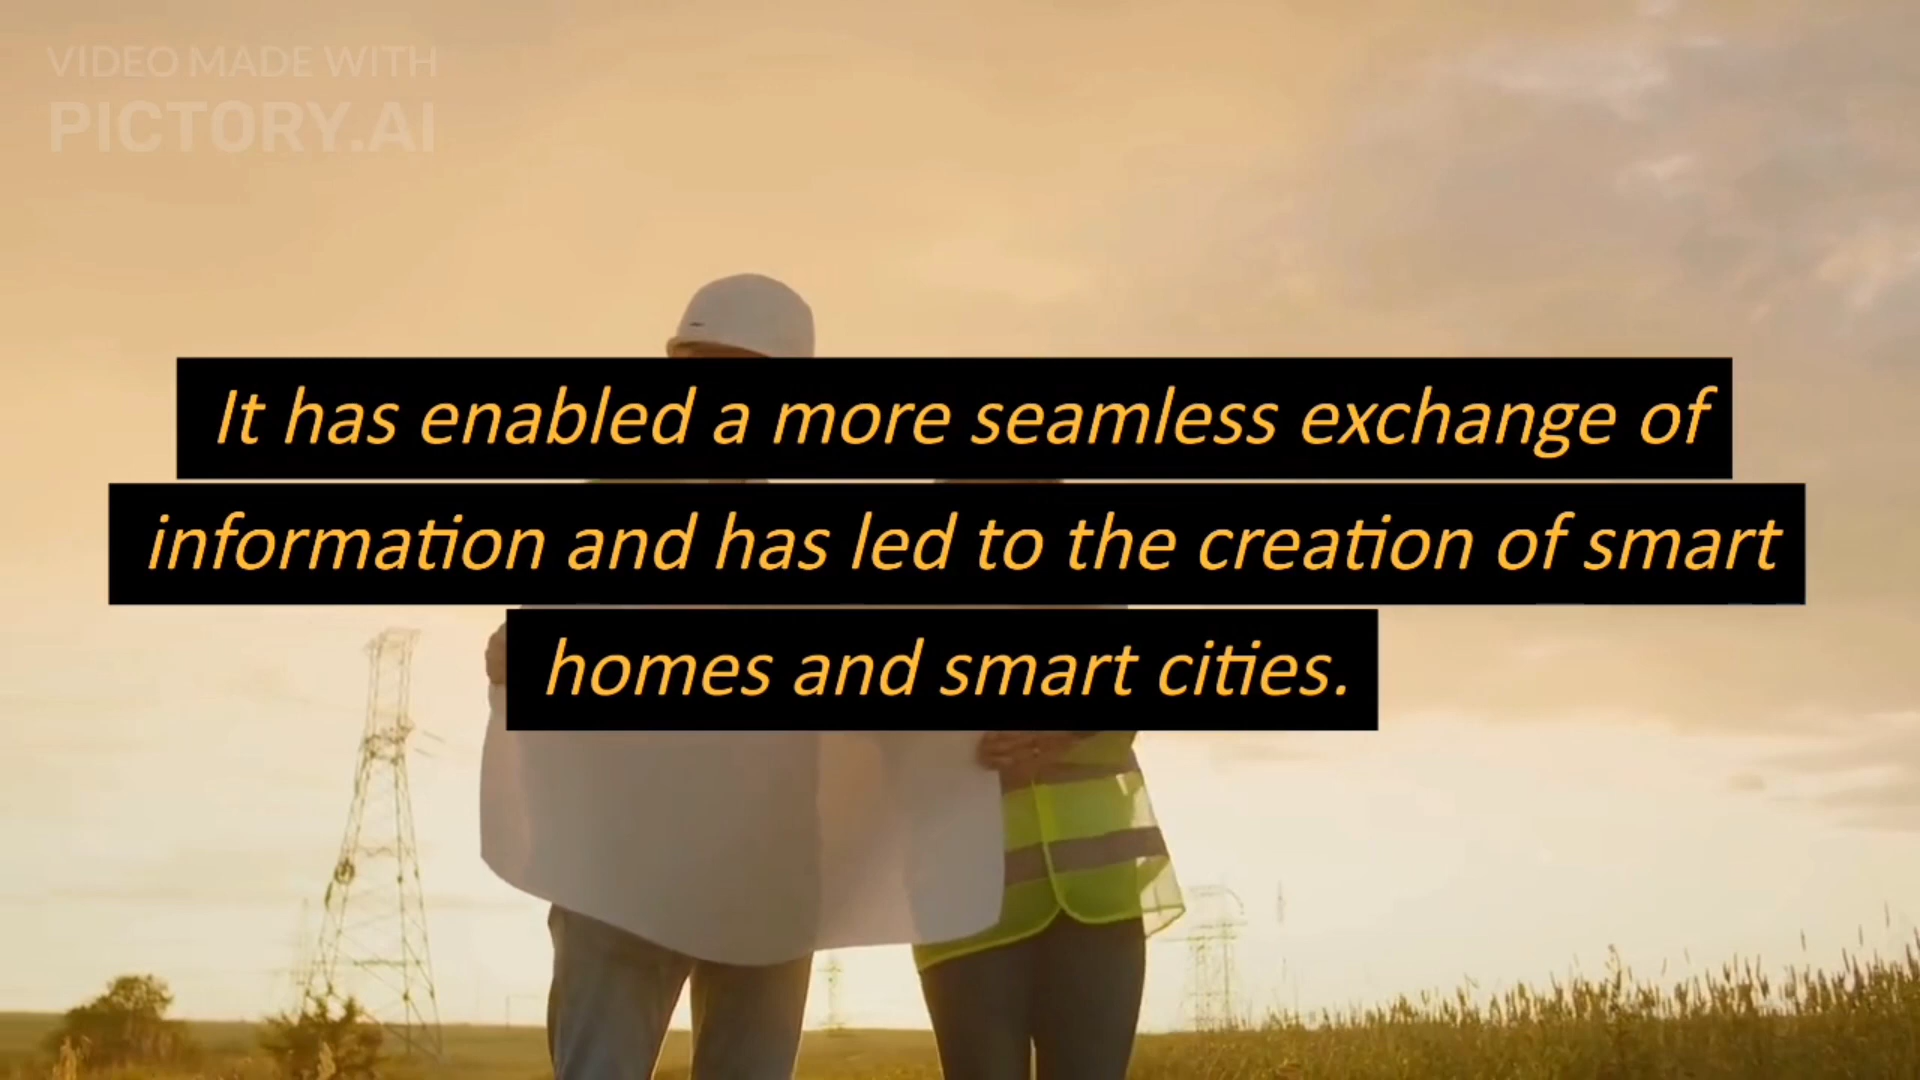 VIDEO MADE WITH
PICTORY.AI
It has enabled a more seamless exchange of
information and has led to the creation of smart
homes and smart cities.